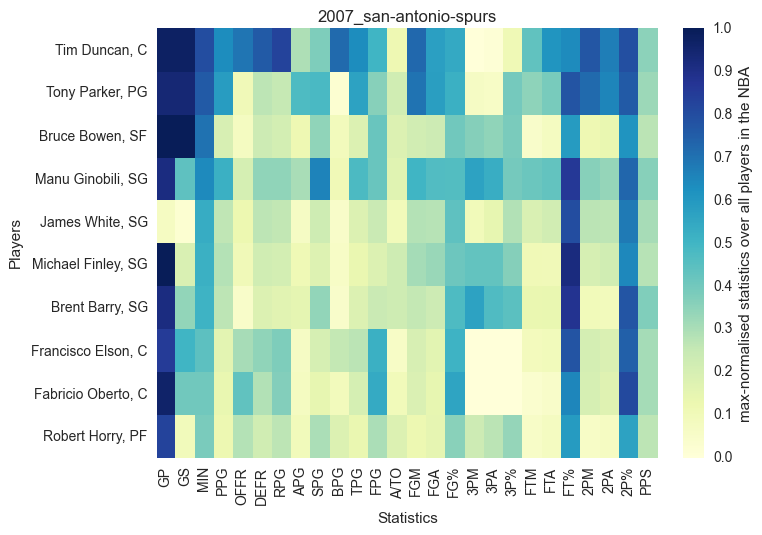 2007_san-antonio-spurs
Players
Tim Duncan, C
Tony Parker, PG
Bruce Bowen, SF
Manu Ginobili, SG
James White, SG
Michael Finley, SG
Brent Barry, SG
Francisco Elson, C
Fabricio Oberto, C
Robert Horry, PF
GP GS MIN PPG OFFR DEFR RPG APG SPG BPG TPG FPG A/TO FGM FGA FG% 3PM 3PA 3P% FTM FTA FT% 2PM 2PA 2P% PPS
Statistics
1.0
0.9
0.8
0.7
0.6
0.5
0.4
0.3
0.2
0.1
0.0
max-normalised statistics over all players in the NBA